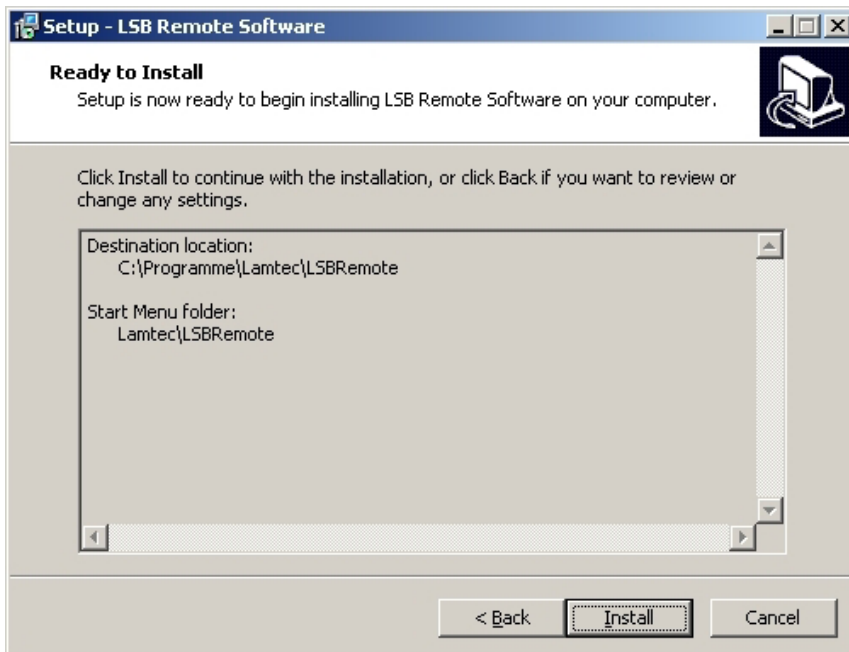 Setup - LSB Remote Software
Ready to Install
Setup is now ready to begin installing LSB Remote Software on your computer.
Click Install to continue with the installation, or click Back if you want to review or
change any settings.
Destination location:
C:\Programme\Lamtec\LSBRemote
Start Menu folder:
Lamtec\LSBRemote
< Back
Install
Cancel